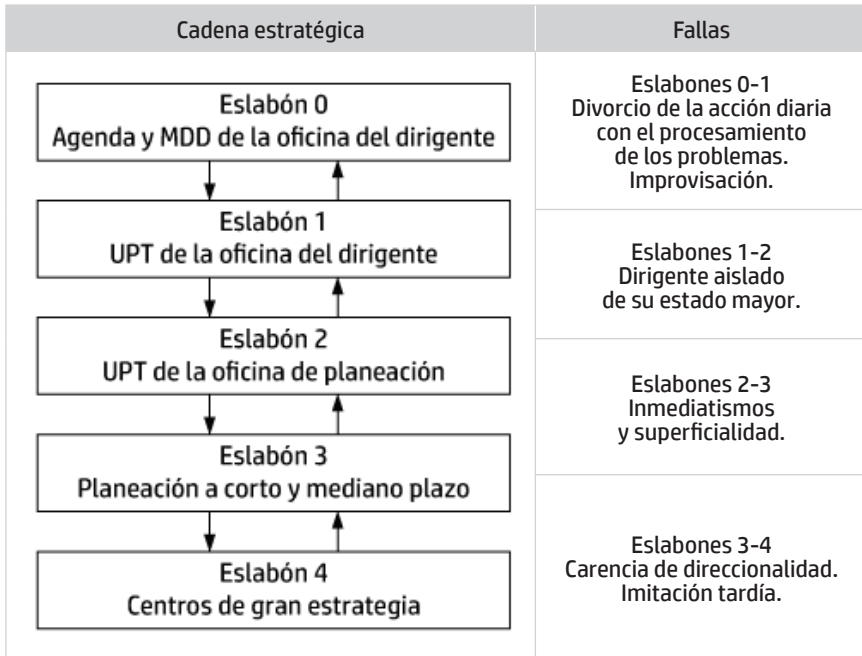 Cadena estratégica
Fallas
Eslabón 0
Agenda y MDD de la oficina del dirigente
Eslabones 0-1
Divorcio de la acción diaria
con el procesamiento
de los problemas.
Improvisación.
Eslabón 1
UPT de la oficina del dirigente
Eslabones 1-2
Dirigente aislado
de su estado mayor.
Eslabón 2
UPT de la oficina de planeación
Eslabones 2-3
Inmediatismos
y superficialidad.
Eslabón 3
Planeación a corto y mediano plazo
Eslabones 3-4
Carencia de direccionalidad.
Imitación tardía.
Eslabón 4
Centros de gran estrategia